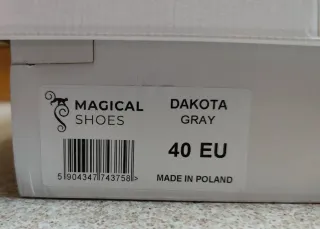 MAGICAL
SHOES
DAKOTA
GRAY
40 EU
5 904347 743758 >
MADE IN POLAND